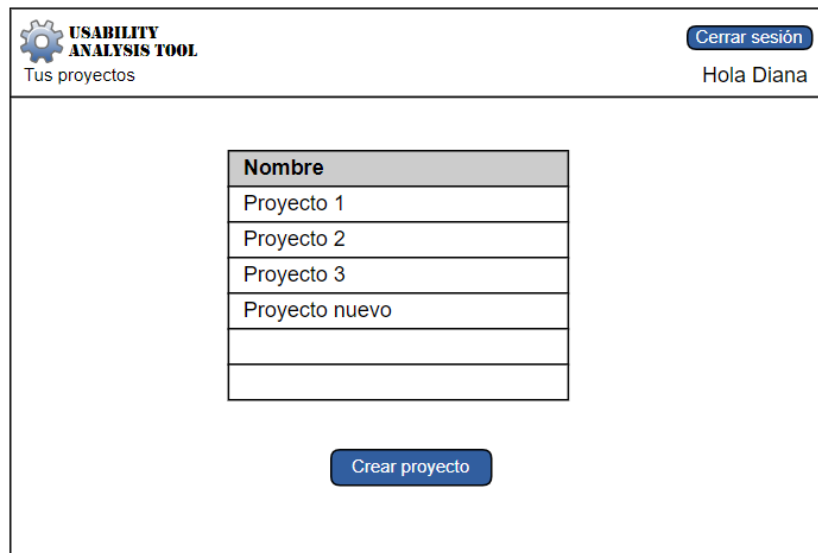 USABILITY
ANALYSIS TOOL
Cerrar sesión
Tus proyectos
Hola Diana
Nombre
Proyecto 1
Proyecto 2
Proyecto 3
Proyecto nuevo
Crear proyecto